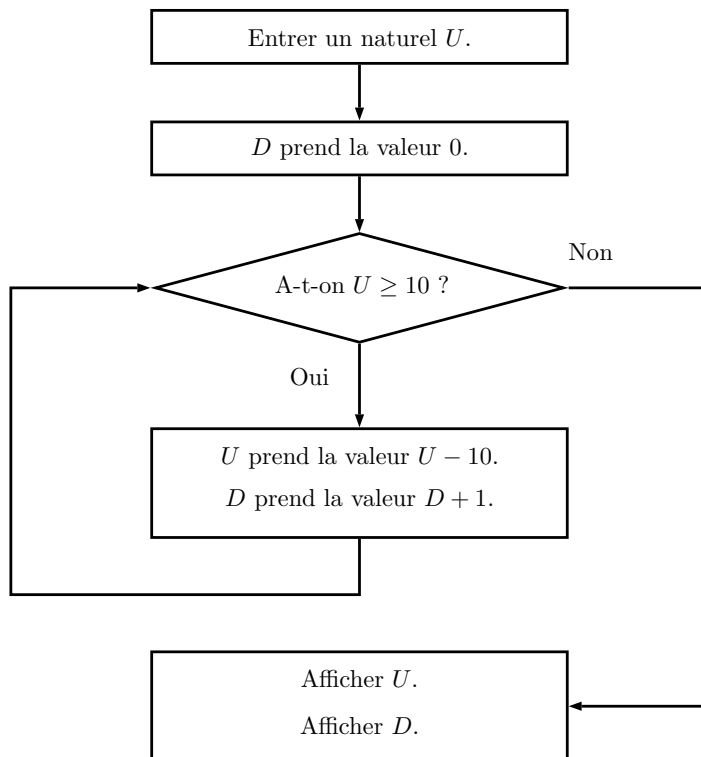 Entrer un naturel U.
D prend la valeur 0.
Non
A-t-on U ≥ 10 ?
Oui
U prend la valeur U − 10.
D prend la valeur D + 1.
Afficher U.
Afficher D.